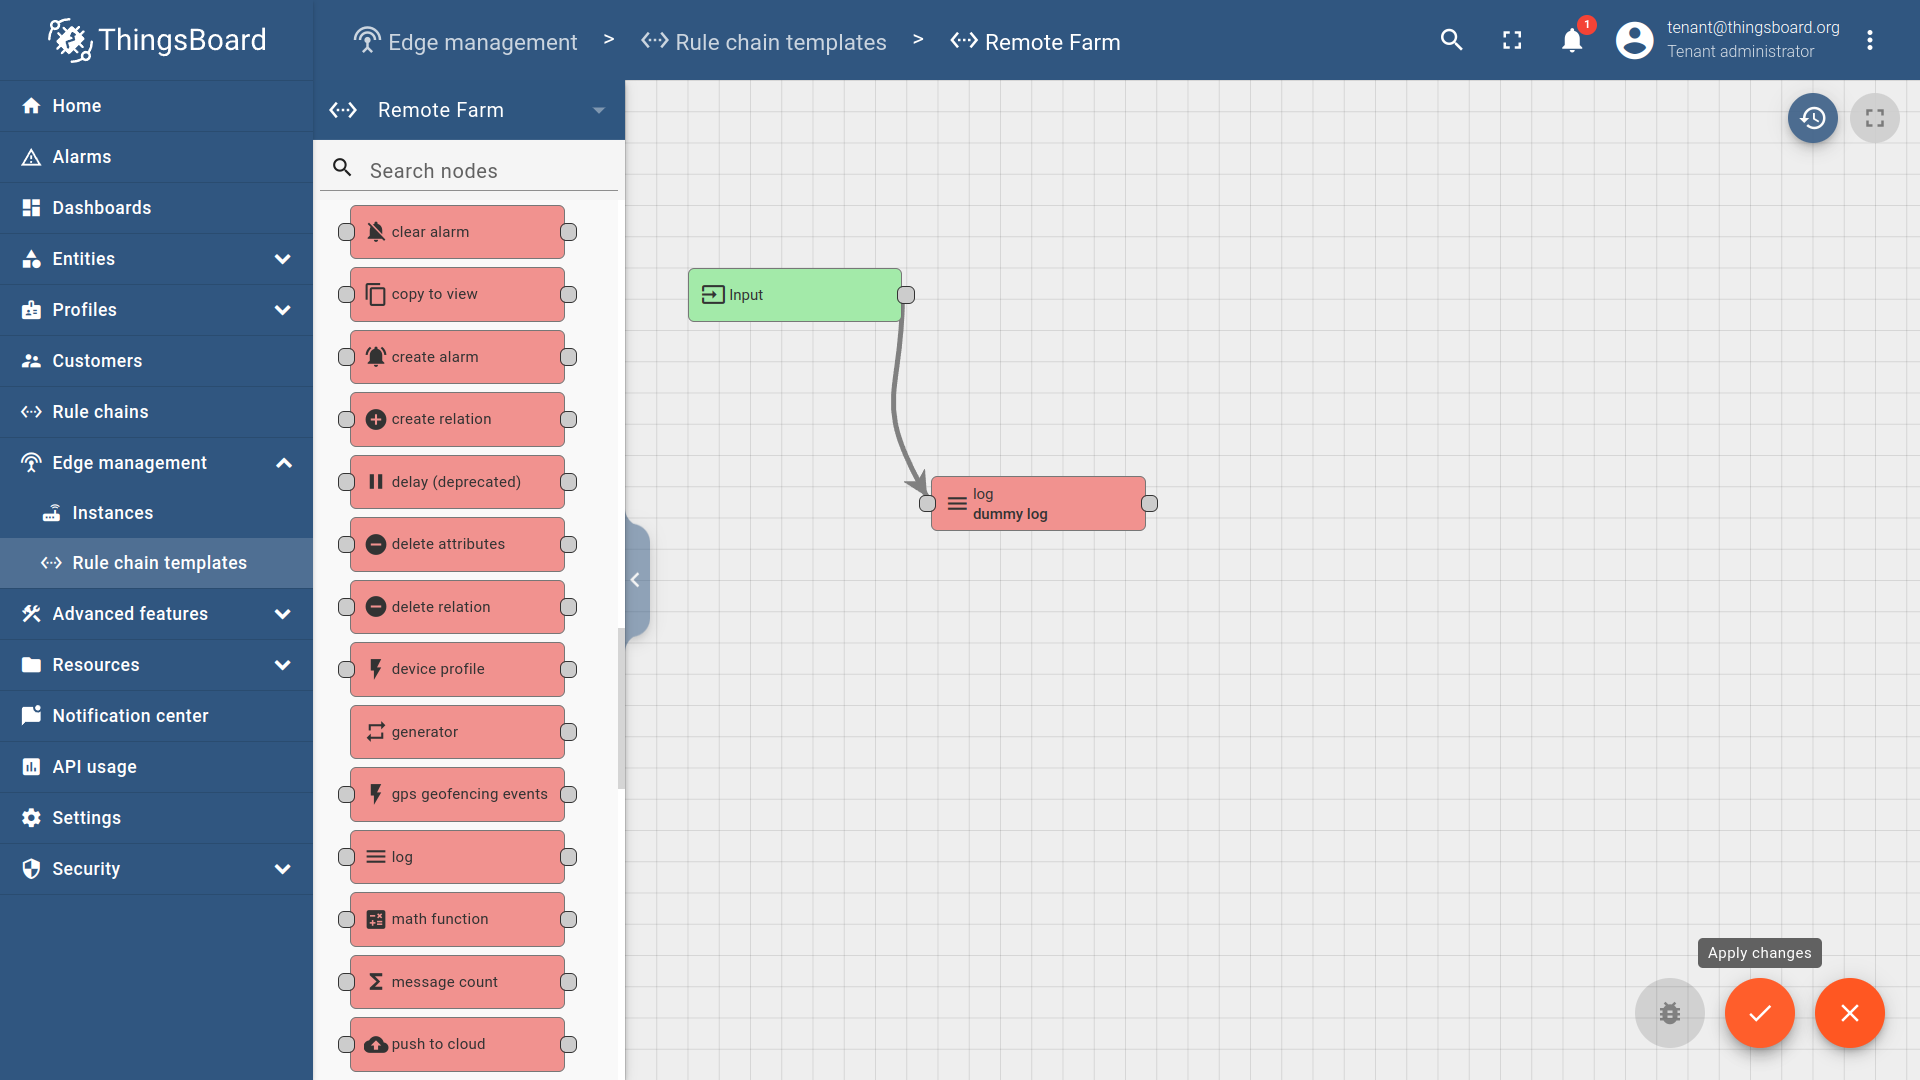 ThingsBoard
Edge management > Rule chain templates > Remote Farm
1
tenant@thingsboard.org
Tenant administrator
Home
Alarms
Dashboards
Entities
Profiles
Customers
Rule chains
Edge management
Instances
Rule chain templates
Advanced features
Resources
Notification center
API usage
Settings
Security
Remote Farm
Search nodes
clear alarm
copy to view
create alarm
create relation
delay (deprecated)
delete attributes
delete relation
device profile
generator
gps geofencing events
log
math function
message count
push to cloud
Input
log
dummy log
Apply changes